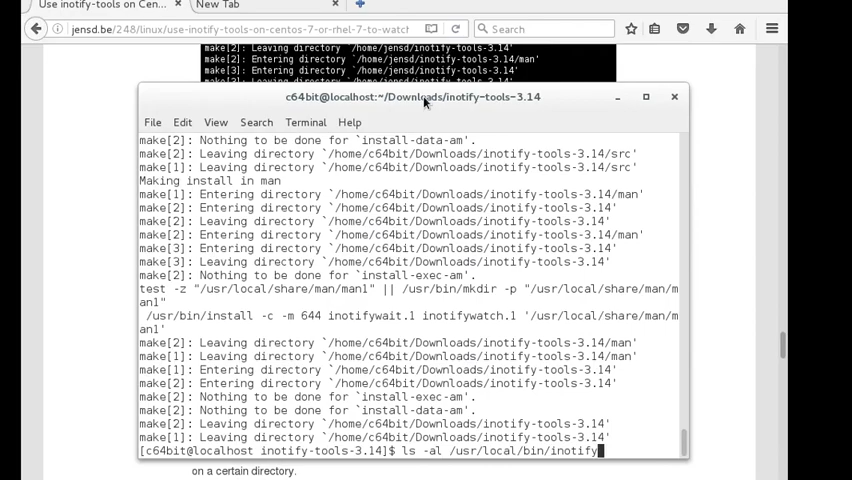 Use inotify-tools on Cen...
New Tab
jensd.be/248/linux/use-inotify-tools-on-centos-7-or-rhel-7-to-watch
Search
make[2]: Leaving directory `/home/jensd/inotify-tools-3.14'
make[2]: Entering directory `/home/jensd/inotify-tools-3.14/man'
make[3]: Entering directory `/home/jensd/inotify-tools-3.14'
make[3]: Leaving directory `/home/jensd/inotify-tools-3.14'
c64bit@localhost:~/Downloads/inotify-tools-3.14
File Edit View Search Terminal Help
make[2]: Nothing to be done for `install-data-am'.
make[2]: Leaving directory `/home/c64bit/Downloads/inotify-tools-3.14/src'
make[1]: Leaving directory `/home/c64bit/Downloads/inotify-tools-3.14/src'
Making install in man
make[1]: Entering directory `/home/c64bit/Downloads/inotify-tools-3.14/man'
make[2]: Entering directory `/home/c64bit/Downloads/inotify-tools-3.14'
make[2]: Leaving directory `/home/c64bit/Downloads/inotify-tools-3.14'
make[2]: Entering directory `/home/c64bit/Downloads/inotify-tools-3.14/man'
make[3]: Entering directory `/home/c64bit/Downloads/inotify-tools-3.14'
make[3]: Leaving directory `/home/c64bit/Downloads/inotify-tools-3.14'
make[2]: Nothing to be done for `install-exec-am'.
test -z "/usr/local/share/man/man1" || /usr/bin/mkdir -p "/usr/local/share/man/m
an1"
/usr/bin/install -c -m 644 inotifywait.1 inotifywatch.1 '/usr/local/share/man/m
an1'
make[2]: Leaving directory `/home/c64bit/Downloads/inotify-tools-3.14/man'
make[1]: Leaving directory `/home/c64bit/Downloads/inotify-tools-3.14/man'
make[1]: Entering directory `/home/c64bit/Downloads/inotify-tools-3.14'
make[2]: Entering directory `/home/c64bit/Downloads/inotify-tools-3.14'
make[2]: Nothing to be done for `install-exec-am'.
make[2]: Nothing to be done for `install-data-am'.
make[2]: Leaving directory `/home/c64bit/Downloads/inotify-tools-3.14'
make[1]: Leaving directory `/home/c64bit/Downloads/inotify-tools-3.14'
[c64bit@localhost inotify-tools-3.14]$ ls -al /usr/local/bin/inotify
on a certain directory.